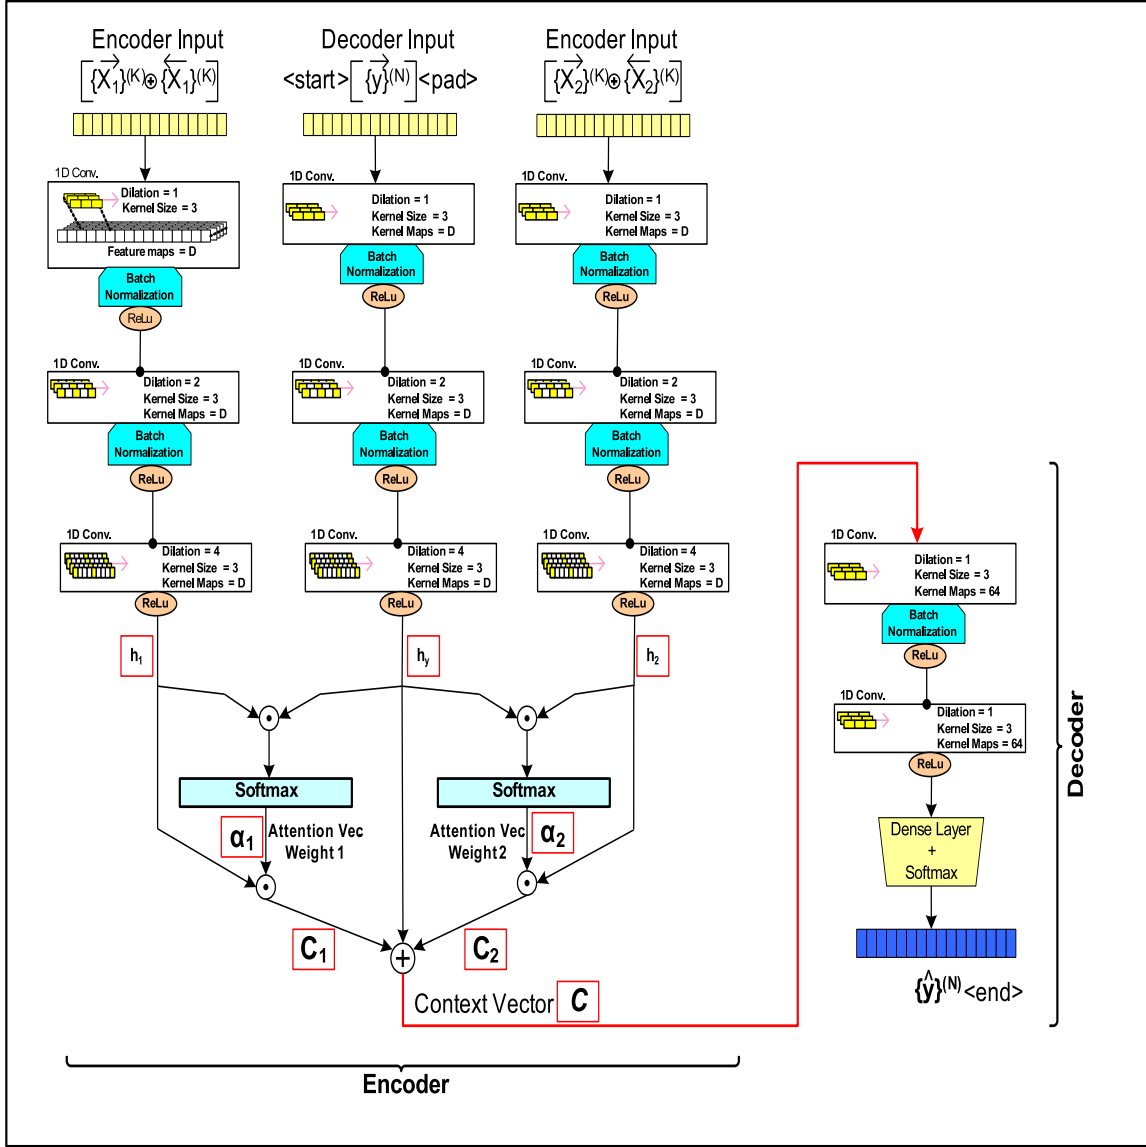 Encoder Input
[{X₁}⁽ᴷ⁾⊕{X₁}⁽ᴷ⁾]
Decoder Input
<start>[{y}⁽ᴺ⁾]<pad>
Encoder Input
[{X₂}⁽ᴷ⁾⊕{X₂}⁽ᴷ⁾]
1D Conv.
Dilation = 1
Kernel Size = 3
Feature maps = D
Batch
Normalization
ReLu
1D Conv.
Dilation = 1
Kernel Size = 3
Kernel Maps = D
Batch
Normalization
ReLu
1D Conv.
Dilation = 1
Kernel Size = 3
Kernel Maps = D
Batch
Normalization
ReLu
1D Conv.
Dilation = 2
Kernel Size = 3
Kernel Maps = D
Batch
Normalization
ReLu
1D Conv.
Dilation = 2
Kernel Size = 3
Kernel Maps = D
Batch
Normalization
ReLu
1D Conv.
Dilation = 2
Kernel Size = 3
Kernel Maps = D
Batch
Normalization
ReLu
1D Conv.
Dilation = 4
Kernel Size = 3
Kernel Maps = D
ReLu
1D Conv.
Dilation = 4
Kernel Size = 3
Kernel Maps = D
ReLu
1D Conv.
Dilation = 4
Kernel Size = 3
Kernel Maps = D
ReLu
h₁
hᵧ
h₂
Softmax
Softmax
α₁
Attention Vec
Weight 1
Attention Vec
Weight 2
α₂
C₁
C₂
+
Context Vector C
Encoder
1D Conv.
Dilation = 1
Kernel Size = 3
Kernel Maps = 64
Batch
Normalization
ReLu
1D Conv.
Dilation = 1
Kernel Size = 3
Kernel Maps = 64
ReLu
Dense Layer
+
Softmax
{ŷ}⁽ᴺ⁾<end>
Decoder